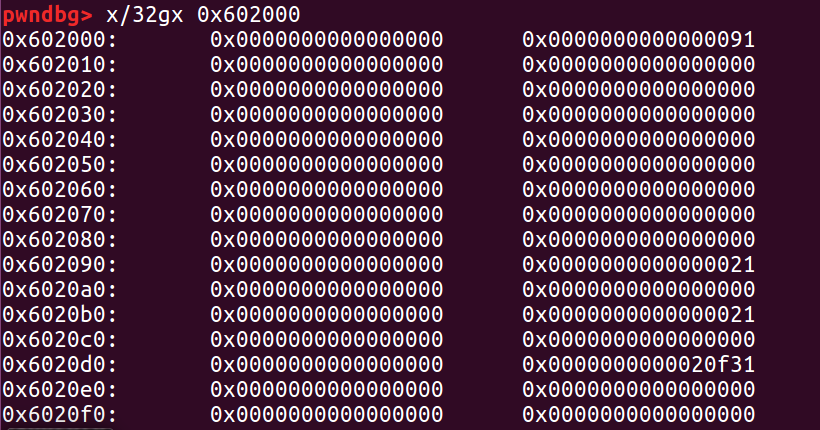 pwndbg> x/32gx 0x602000
0x602000: 0x0000000000000000 0x0000000000000091
0x602010: 0x0000000000000000 0x0000000000000000
0x602020: 0x0000000000000000 0x0000000000000000
0x602030: 0x0000000000000000 0x0000000000000000
0x602040: 0x0000000000000000 0x0000000000000000
0x602050: 0x0000000000000000 0x0000000000000000
0x602060: 0x0000000000000000 0x0000000000000000
0x602070: 0x0000000000000000 0x0000000000000000
0x602080: 0x0000000000000000 0x0000000000000000
0x602090: 0x0000000000000000 0x0000000000000021
0x6020a0: 0x0000000000000000 0x0000000000000000
0x6020b0: 0x0000000000000000 0x0000000000000021
0x6020c0: 0x0000000000000000 0x0000000000000000
0x6020d0: 0x0000000000000000 0x0000000000020f31
0x6020e0: 0x0000000000000000 0x0000000000000000
0x6020f0: 0x0000000000000000 0x0000000000000000